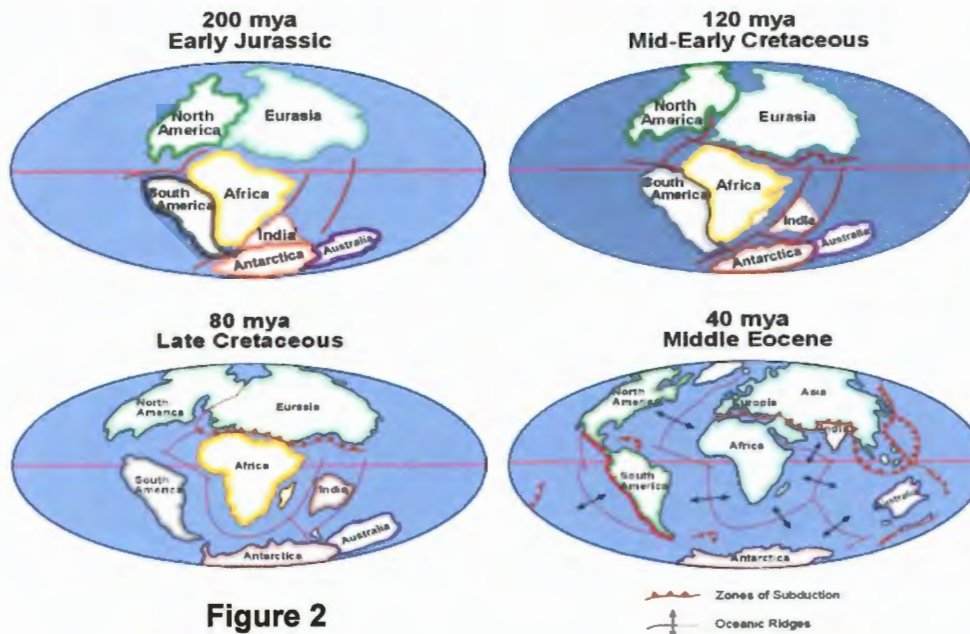 200 mya
Early Jurassic
North
America
Eurasia
Africa
South
America
India
Antarctica
Australia
120 mya
Mid-Early Cretaceous
North
America
Eurasia
Africa
South
America
India
Antarctica
Australia
80 mya
Late Cretaceous
North
America
Eurasia
Africa
South
America
India
Australia
Antarctica
40 mya
Middle Eocene
North
America
Asia
Africa
South
America
Antarctica
Figure 2
Zones of Subduction
Oceanic Ridges